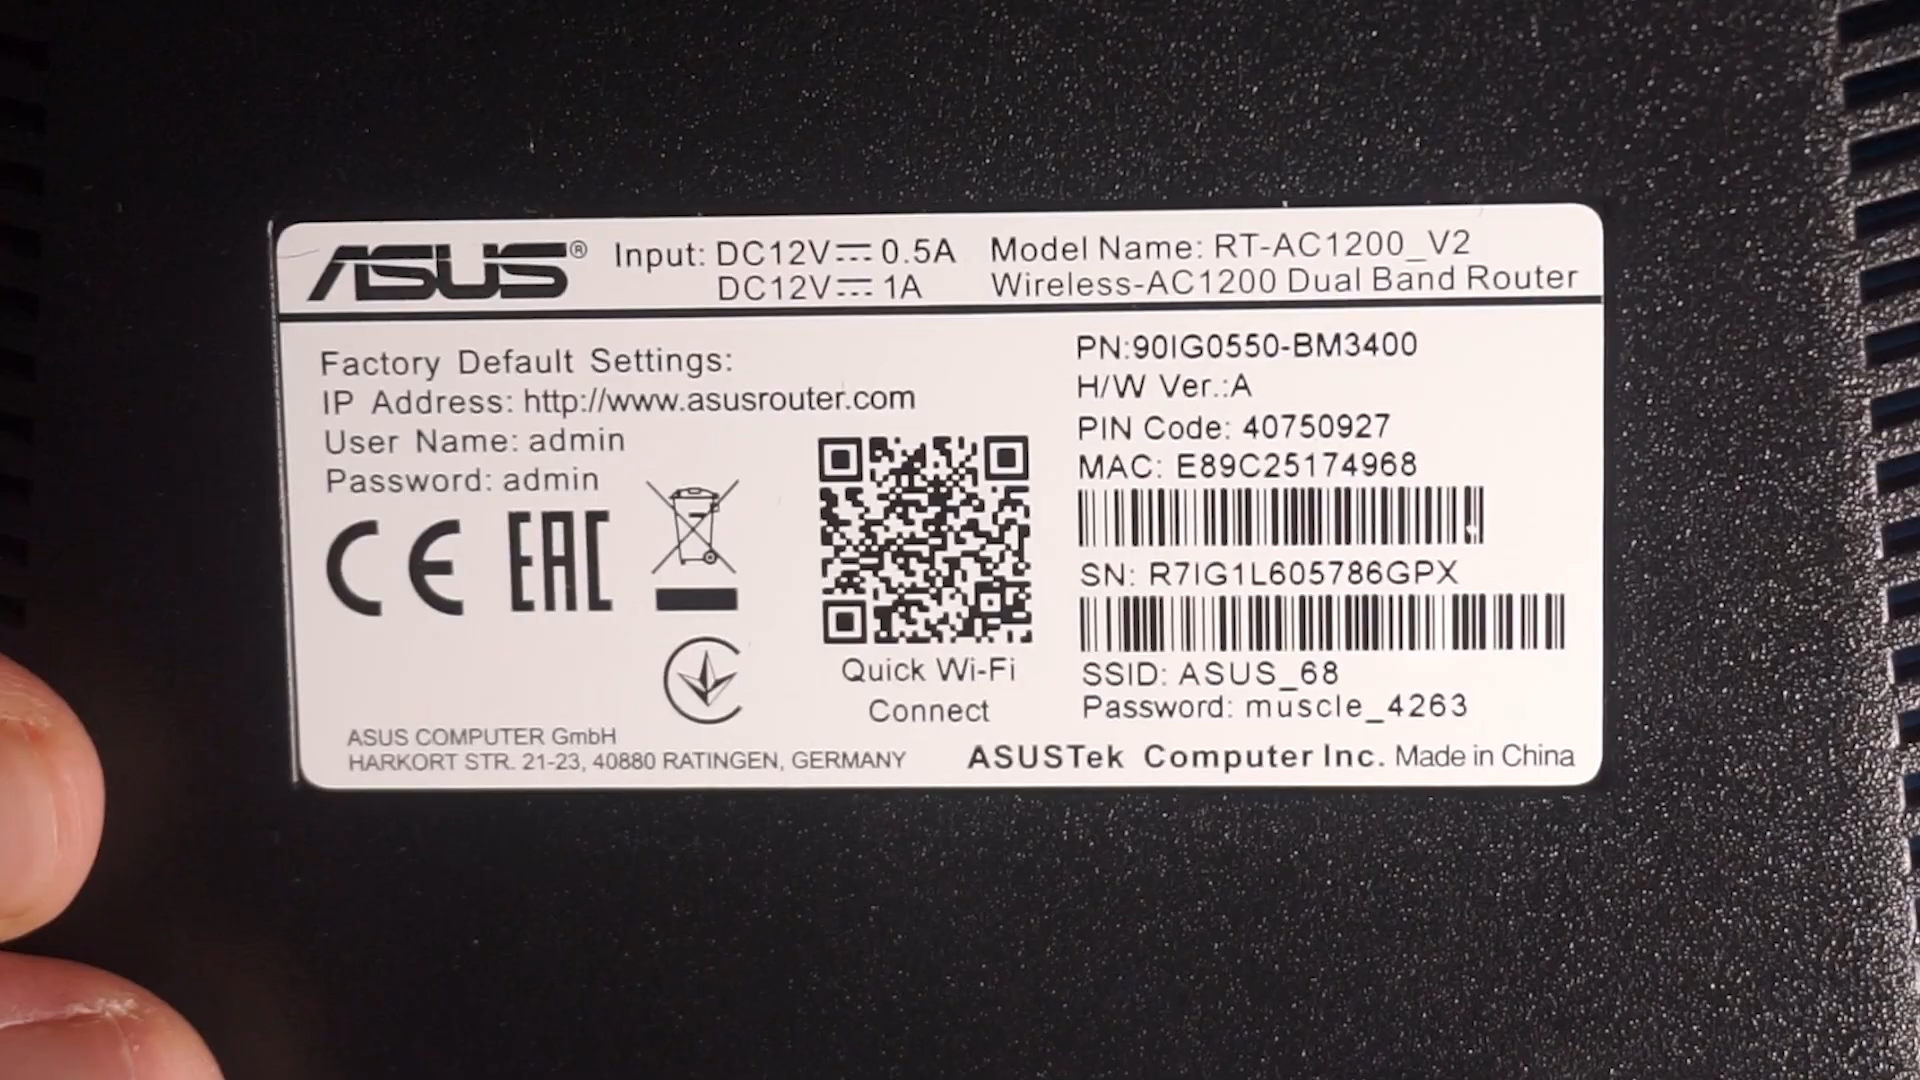 ASUS® Input: DC12V⎓0.5A Model Name: RT-AC1200_V2
DC12V⎓1A Wireless-AC1200 Dual Band Router
Factory Default Settings:
IP Address: http://www.asusrouter.com
User Name: admin
Password: admin
CE EAC
Quick Wi-Fi
Connect
PN:90IG0550-BM3400
H/W Ver.:A
PIN Code: 40750927
MAC: E89C25174968
SN: R7IG1L605786GPX
SSID: ASUS_68
Password: muscle_4263
ASUS COMPUTER GmbH
HARKORT STR. 21-23, 40880 RATINGEN, GERMANY
ASUSTek Computer Inc. Made in China